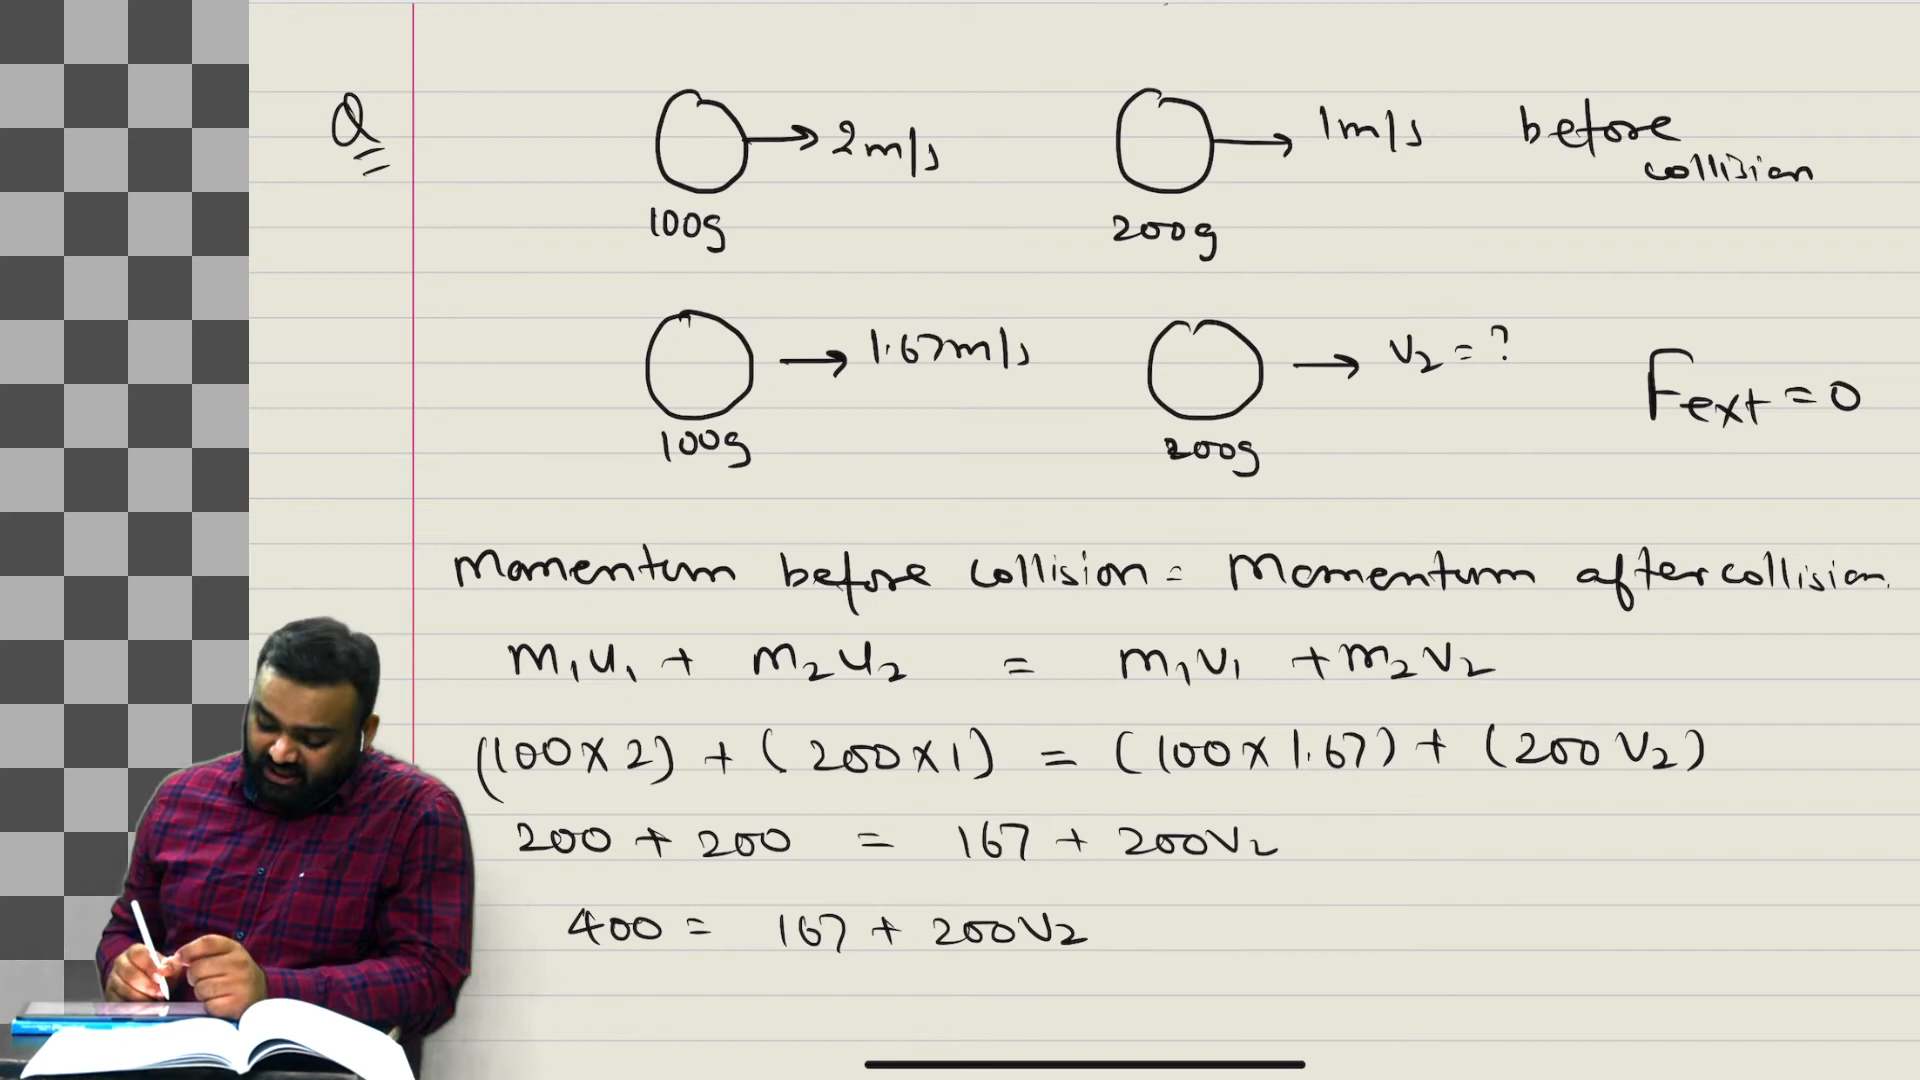 Q 2m/s 1m/s before
collision
100g 200g
1.67m/s V₂ = ?
Fext = 0
100g 200g
Momentum before collision = Momentum after collision.
m₁u₁ + m₂u₂ = m₁v₁ + m₂v₂
(100 × 2) + (200 × 1) = (100 × 1.67) + (200 V₂)
200 + 200 = 167 + 200V₂
400 = 167 + 200V₂